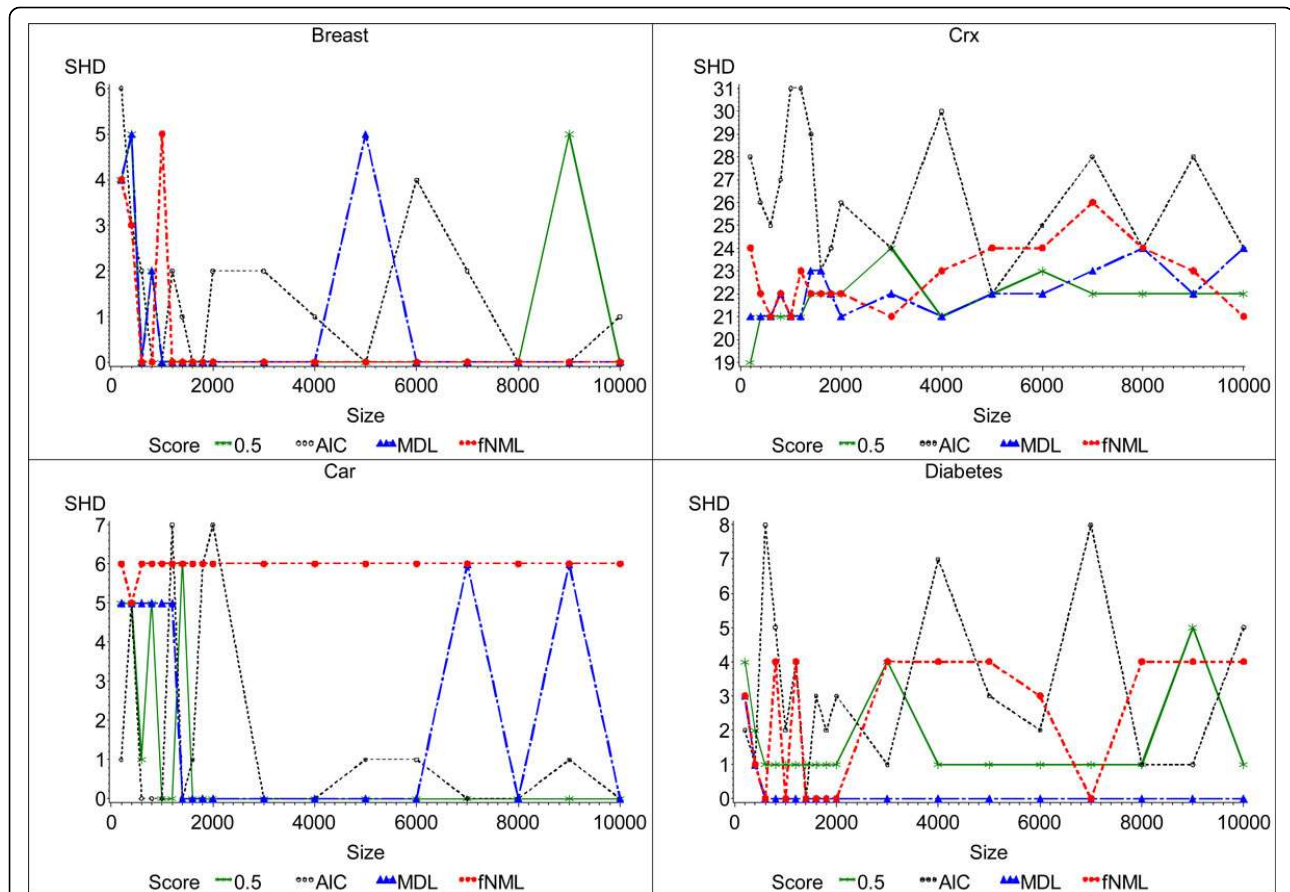 Breast
SHD
6
5
4
3
2
1
0
0 2000 4000 6000 8000 10000
Size
Score 0.5 AIC MDL fNML
Crx
SHD
31
30
29
28
27
26
25
24
23
22
21
20
19
0 2000 4000 6000 8000 10000
Size
Score 0.5 AIC MDL fNML
Car
SHD
7
6
5
4
3
2
1
0
0 2000 4000 6000 8000 10000
Size
Score 0.5 AIC MDL fNML
Diabetes
SHD
8
7
6
5
4
3
2
1
0
0 2000 4000 6000 8000 10000
Size
Score 0.5 AIC MDL fNML